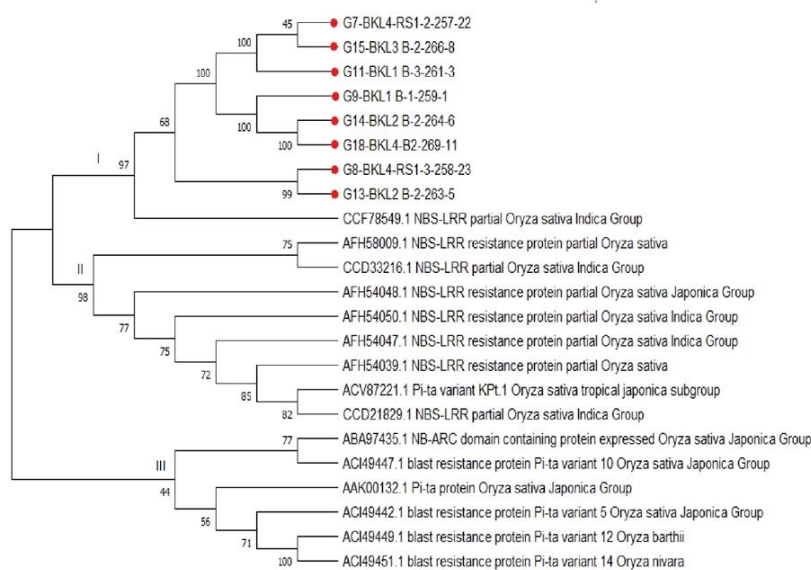 45
G7-BKL4-RS1-2-257-22
100
G15-BKL3 B-2-266-8
100
G11-BKL1 B-3-261-3
G9-BKL1 B-1-259-1
68
100
G14-BKL2 B-2-264-6
100
G18-BKL4-B2-269-11
I
97
G8-BKL4-RS1-3-258-23
99
G13-BKL2 B-2-263-5
CCF78549.1 NBS-LRR partial Oryza sativa Indica Group
75
AFH58009.1 NBS-LRR resistance protein partial Oryza sativa
II
CCD33216.1 NBS-LRR partial Oryza sativa Indica Group
98
AFH54048.1 NBS-LRR resistance protein partial Oryza sativa Japonica Group
77
AFH54050.1 NBS-LRR resistance protein partial Oryza sativa Indica Group
75
AFH54047.1 NBS-LRR resistance protein partial Oryza sativa Indica Group
72
AFH54039.1 NBS-LRR resistance protein partial Oryza sativa
85
ACV87221.1 Pi-ta variant KPt.1 Oryza sativa tropical japonica subgroup
82
CCD21829.1 NBS-LRR partial Oryza sativa Indica Group
77
ABA97435.1 NB-ARC domain containing protein expressed Oryza sativa Japonica Group
III
ACI49447.1 blast resistance protein Pi-ta variant 10 Oryza sativa Japonica Group
44
AAK00132.1 Pi-ta protein Oryza sativa Japonica Group
56
ACI49442.1 blast resistance protein Pi-ta variant 5 Oryza sativa Japonica Group
71
ACI49449.1 blast resistance protein Pi-ta variant 12 Oryza barthii
100
ACI49451.1 blast resistance protein Pi-ta variant 14 Oryza nivara